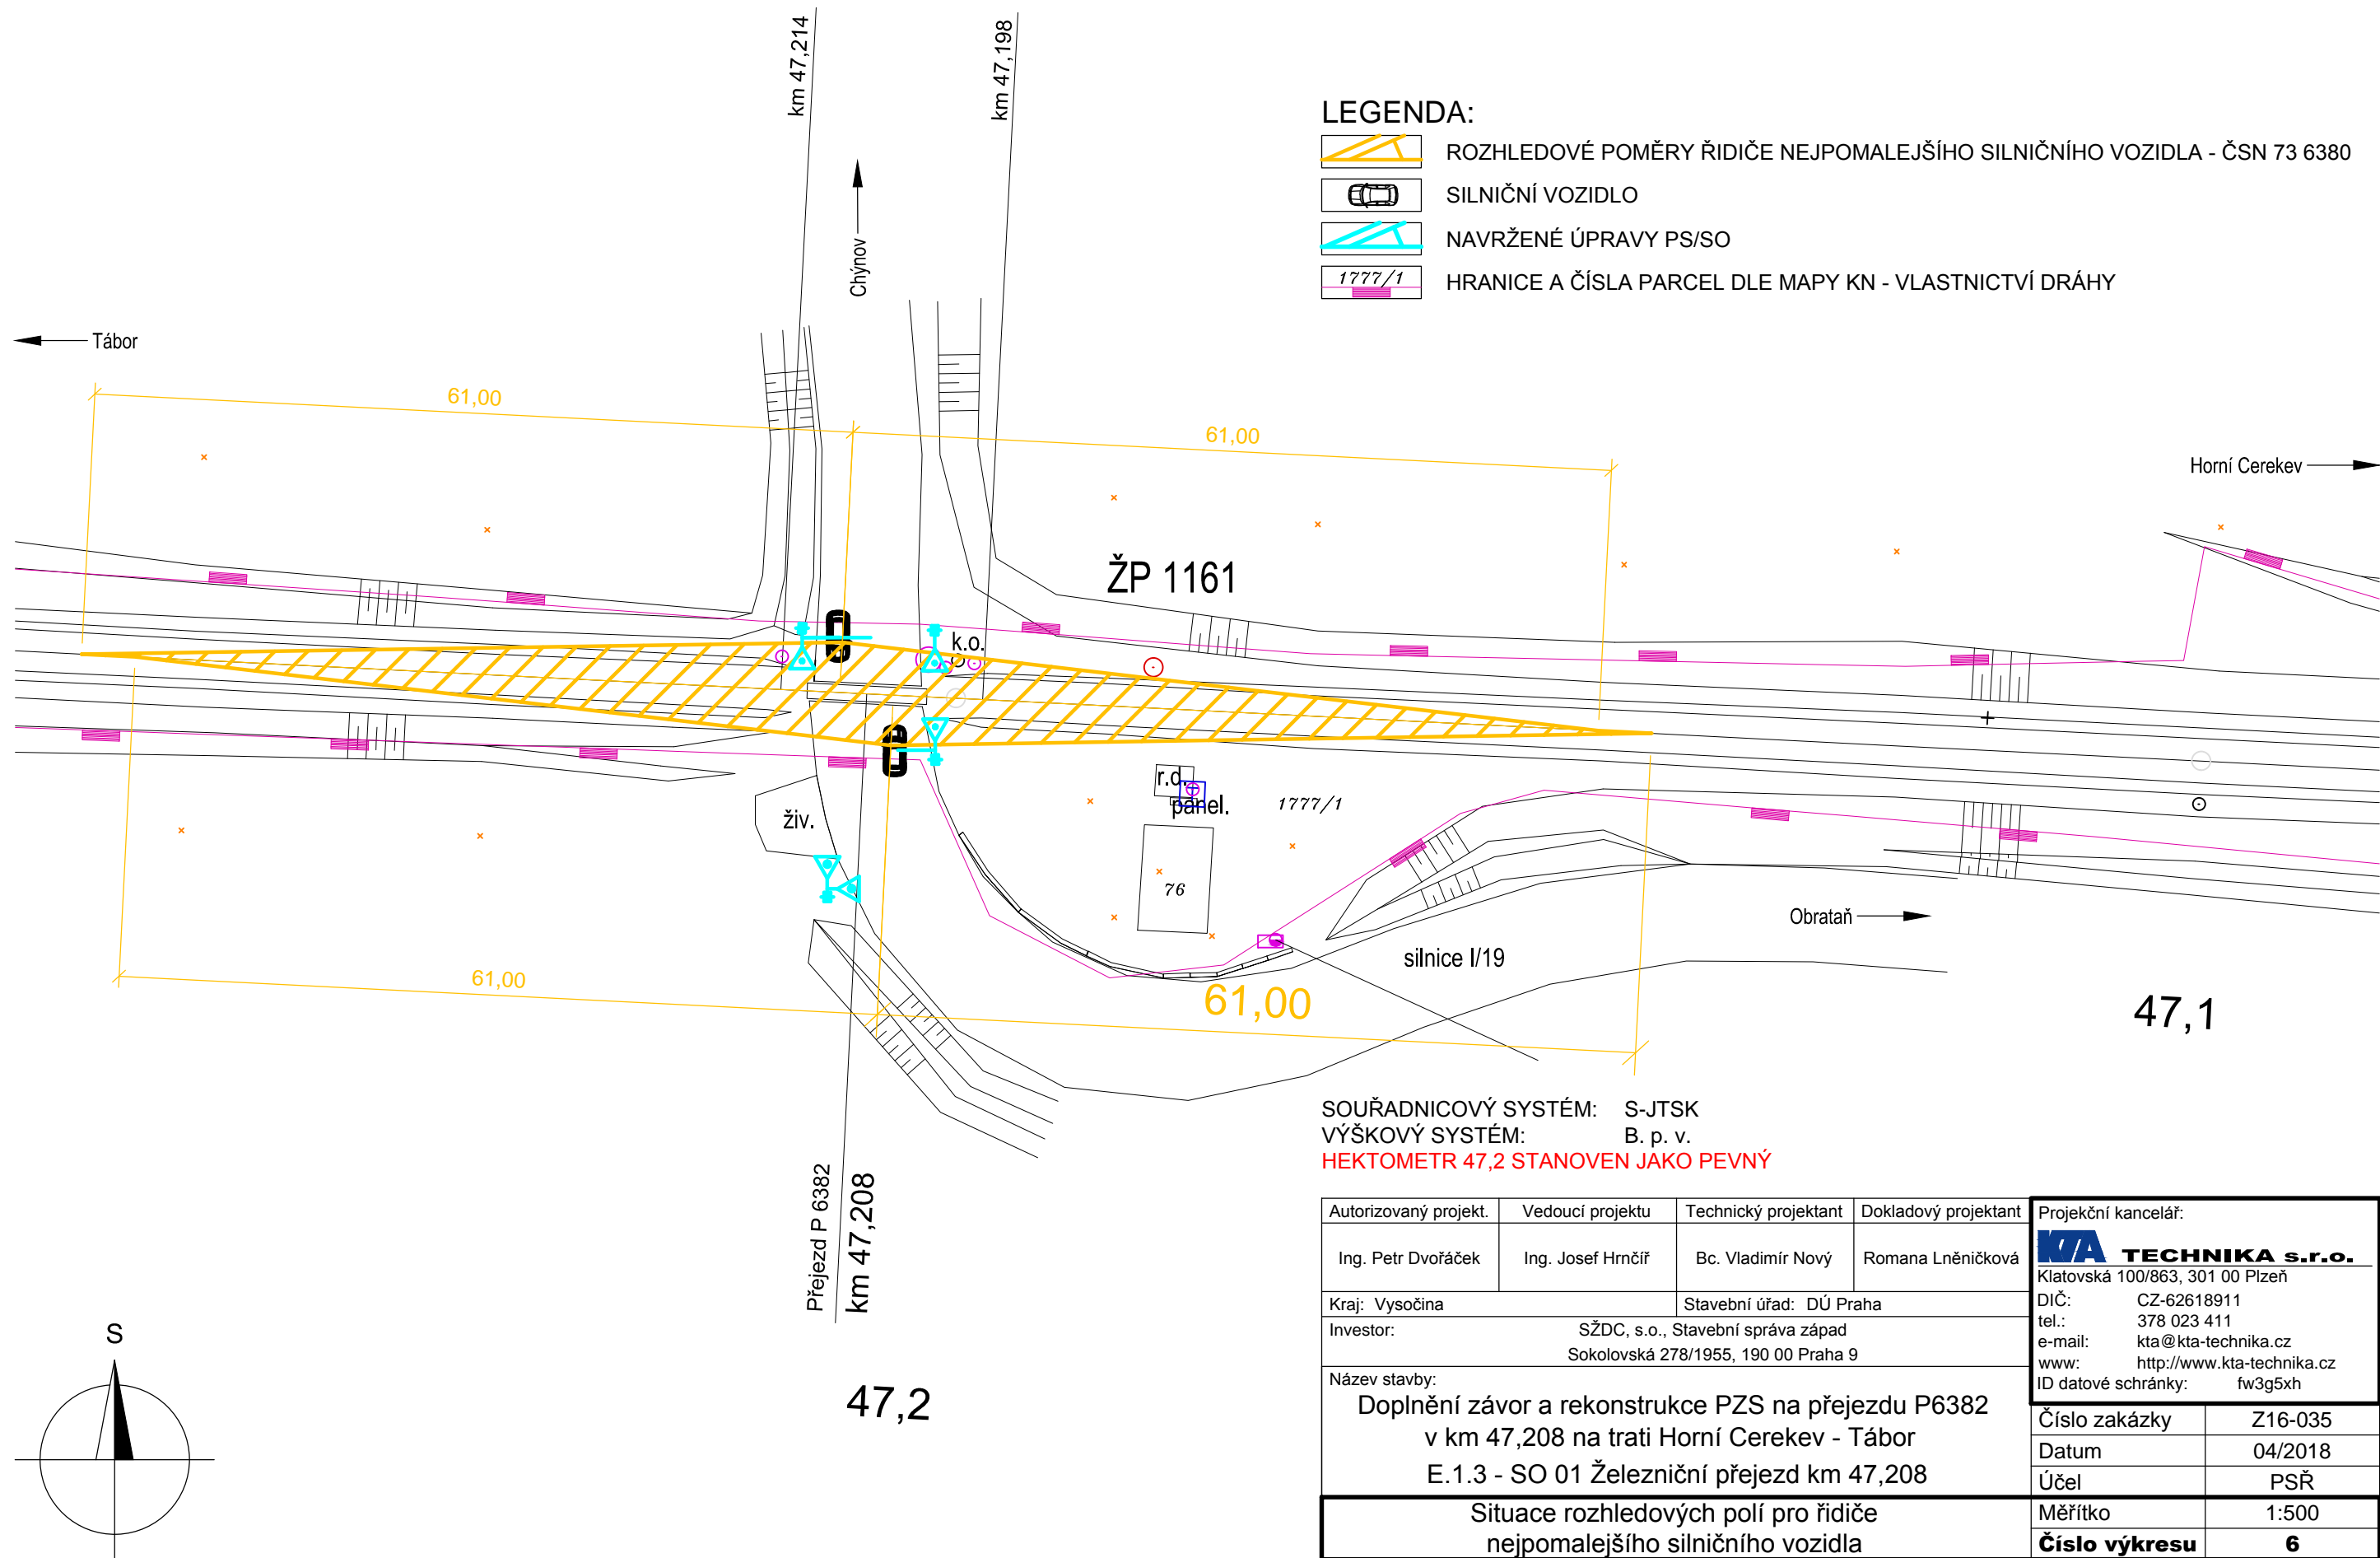 km 47,214
km 47,198
Chýnov
Tábor
LEGENDA:
ROZHLEDOVÉ POMĚRY ŘIDIČE NEJPOMALEJŠÍHO SILNIČNÍHO VOZIDLA - ČSN 73 6380
SILNIČNÍ VOZIDLO
NAVRŽENÉ ÚPRAVY PS/SO
1777/1
HRANICE A ČÍSLA PARCEL DLE MAPY KN - VLASTNICTVÍ DRÁHY
61,00
61,00
Horní Cerekev
ŽP 1161
k.o.
r.d.
panel.
1777/1
živ.
76
Obrataň
silnice I/19
61,00
61,00
47,1
SOUŘADNICOVÝ SYSTÉM: S-JTSK
VÝŠKOVÝ SYSTÉM: B. p. v.
HEKTOMETR 47,2 STANOVEN JAKO PEVNÝ
Přejezd P 6382
km 47,208
47,2
S
Autorizovaný projekt. Vedoucí projektu Technický projektant Dokladový projektant
Ing. Petr Dvořáček Ing. Josef Hrnčíř Bc. Vladimír Nový Romana Lněničková
Kraj: Vysočina Stavební úřad: DÚ Praha
Investor: SŽDC, s.o., Stavební správa západ
Sokolovská 278/1955, 190 00 Praha 9
Název stavby:
Doplnění závor a rekonstrukce PZS na přejezdu P6382
v km 47,208 na trati Horní Cerekev - Tábor
E.1.3 - SO 01 Železniční přejezd km 47,208
Situace rozhledových polí pro řidiče
nejpomalejšího silničního vozidla
Projekční kancelář:
KTA TECHNIKA s.r.o.
Klatovská 100/863, 301 00 Plzeň
DIČ: CZ-62618911
tel.: 378 023 411
e-mail: kta@kta-technika.cz
www: http://www.kta-technika.cz
ID datové schránky: fw3g5xh
Číslo zakázky Z16-035
Datum 04/2018
Účel PSŘ
Měřítko 1:500
Číslo výkresu 6